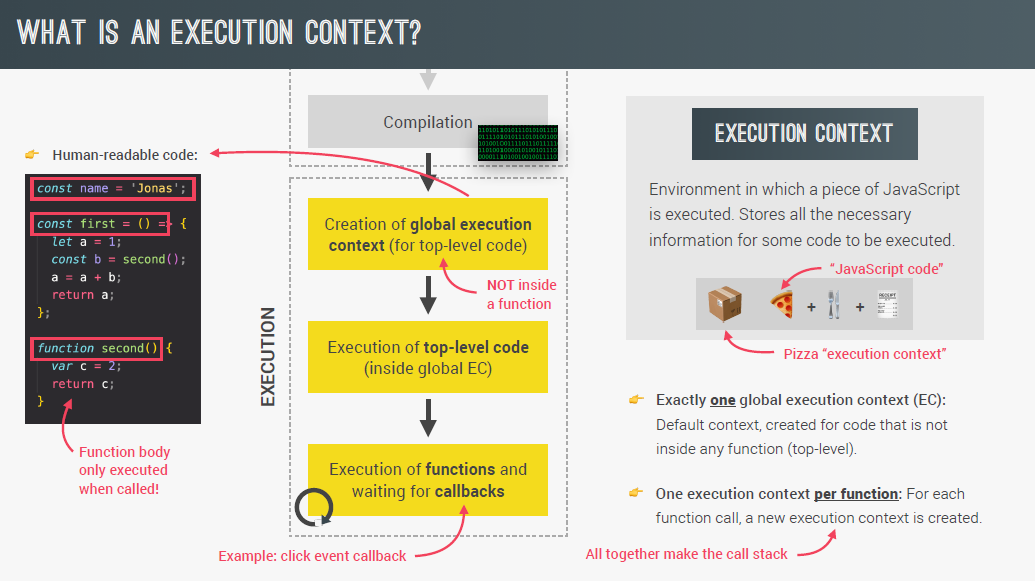 WHAT IS AN EXECUTION CONTEXT?
Compilation
Human-readable code:
const name = 'Jonas';
const first = () => {
let a = 1;
const b = second();
a = a + b;
return a;
};
function second() {
var c = 2;
return c;
}
Function body
only executed
when called!
EXECUTION
Creation of global execution
context (for top-level code)
NOT inside
a function
Execution of top-level code
(inside global EC)
Execution of functions and
waiting for callbacks
Example: click event callback
EXECUTION CONTEXT
Environment in which a piece of JavaScript
is executed. Stores all the necessary
information for some code to be executed.
“JavaScript code”
+ +
RECEIPT
Pizza “execution context”
Exactly one global execution context (EC):
Default context, created for code that is not
inside any function (top-level).
One execution context per function: For each
function call, a new execution context is created.
All together make the call stack